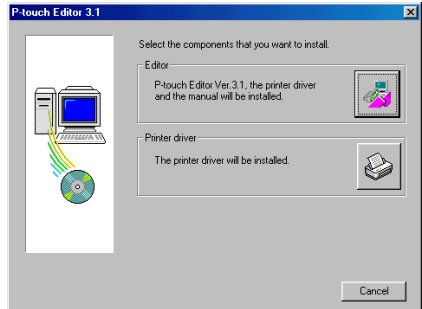 P-touch Editor 3.1
Select the components that you want to install.
Editor
P-touch Editor Ver.3.1, the printer driver
and the manual will be installed.
Printer driver
The printer driver will be installed.
Cancel